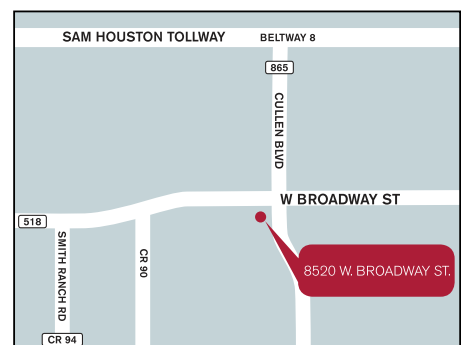 SAM HOUSTON TOLLWAY
BELTWAY 8
865
CULLEN BLVD
W BROADWAY ST
518
SMITH RANCH RD
CR 90
8520 W. BROADWAY ST.
CR 94